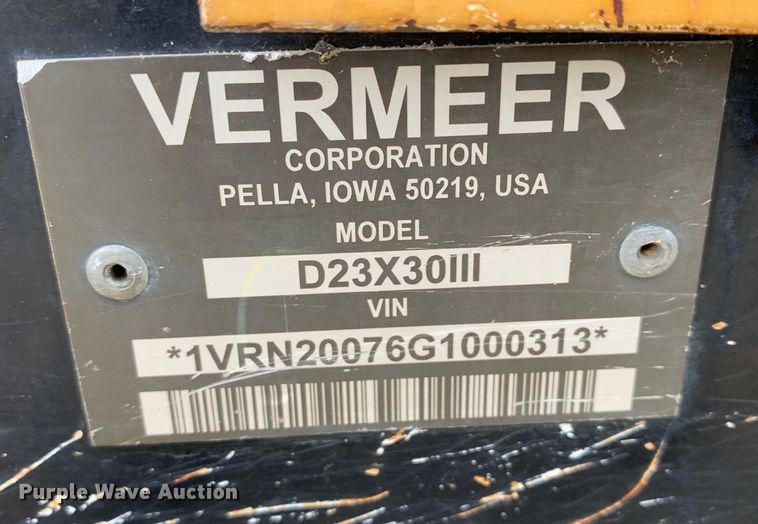 VERMEER
CORPORATION
PELLA, IOWA 50219, USA
MODEL
D23X30III
VIN
*1VRN20076G1000313*
Purple Wave Auction